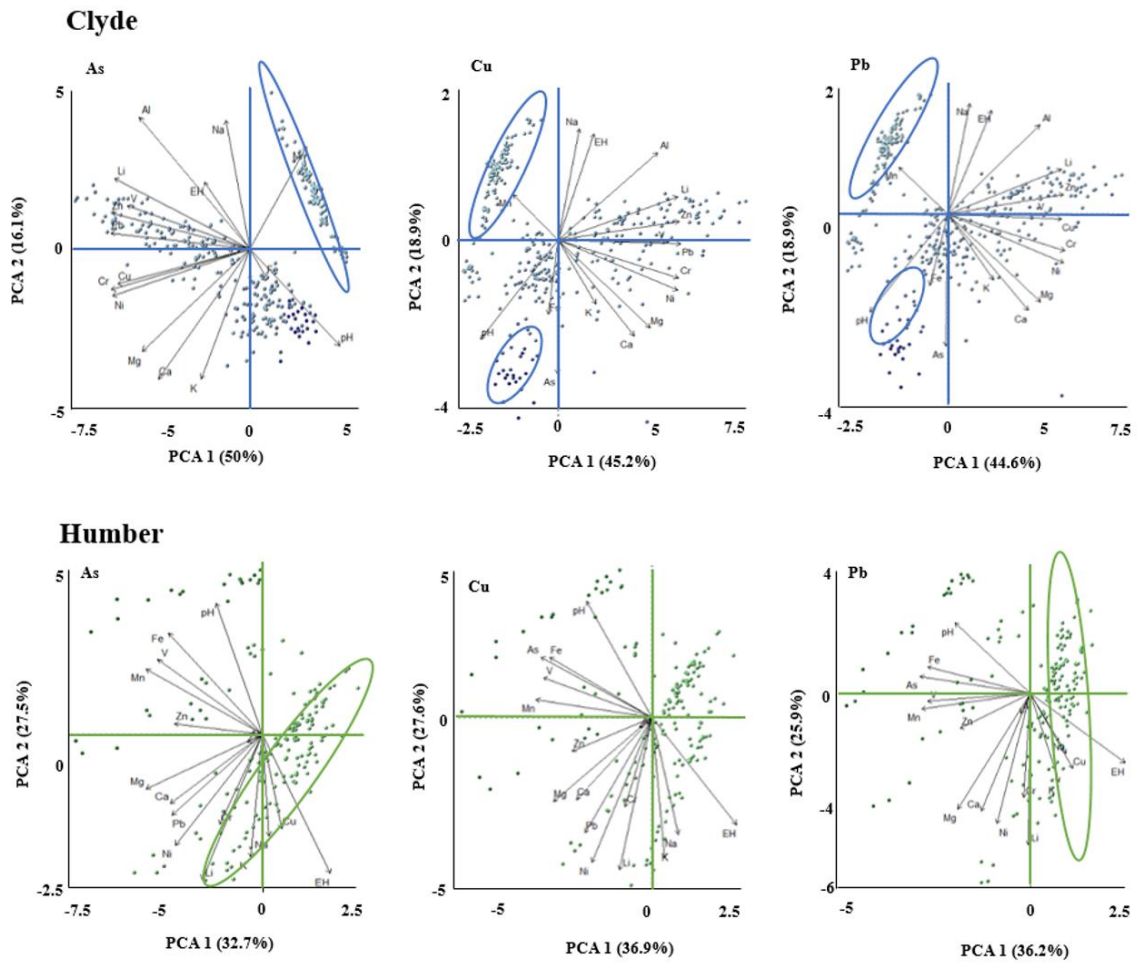 Clyde
As
Cu
Pb
5
0
-5
PCA 2 (16.1%)
Al
Na
Li
EH
V
Cr
Cu
Ni
Mg
Ca
K
Fe
pH
-7.5 -5 0 5
PCA 1 (50%)
2
0
-4
PCA 2 (18.9%)
Na
EH
Al
Li
Zn
Pb
Cr
Ni
Mg
Ca
K
pH
As
-2.5 0 5 7.5
PCA 1 (45.2%)
2
0
-4
PCA 2 (18.9%)
Na
EH
Al
Li
Zn
V
Cu
Cr
Ni
Mg
Ca
K
Mn
Fe
pH
As
-2.5 0 5 7.5
PCA 1 (44.6%)
Humber
As
Cu
Pb
5
0
-2.5
PCA 2 (27.5%)
pH
Fe
V
Mn
Zn
Mg
Ca
Pb
Ni
Cr
Li
K
Na
Cu
EH
-7.5 -5 0 2.5
PCA 1 (32.7%)
5
0
-5
PCA 2 (27.6%)
pH
As
Fe
V
Mn
Zn
Mg
Ca
Cr
Pb
Ni
Li
Na
K
EH
-5 0 2.5
PCA 1 (36.9%)
4
0
-4
-6
PCA 2 (25.9%)
pH
Fe
As
V
Mn
Zn
Cu
EH
Mg
Ca
Cr
Ni
Li
-5 0 2.5
PCA 1 (36.2%)